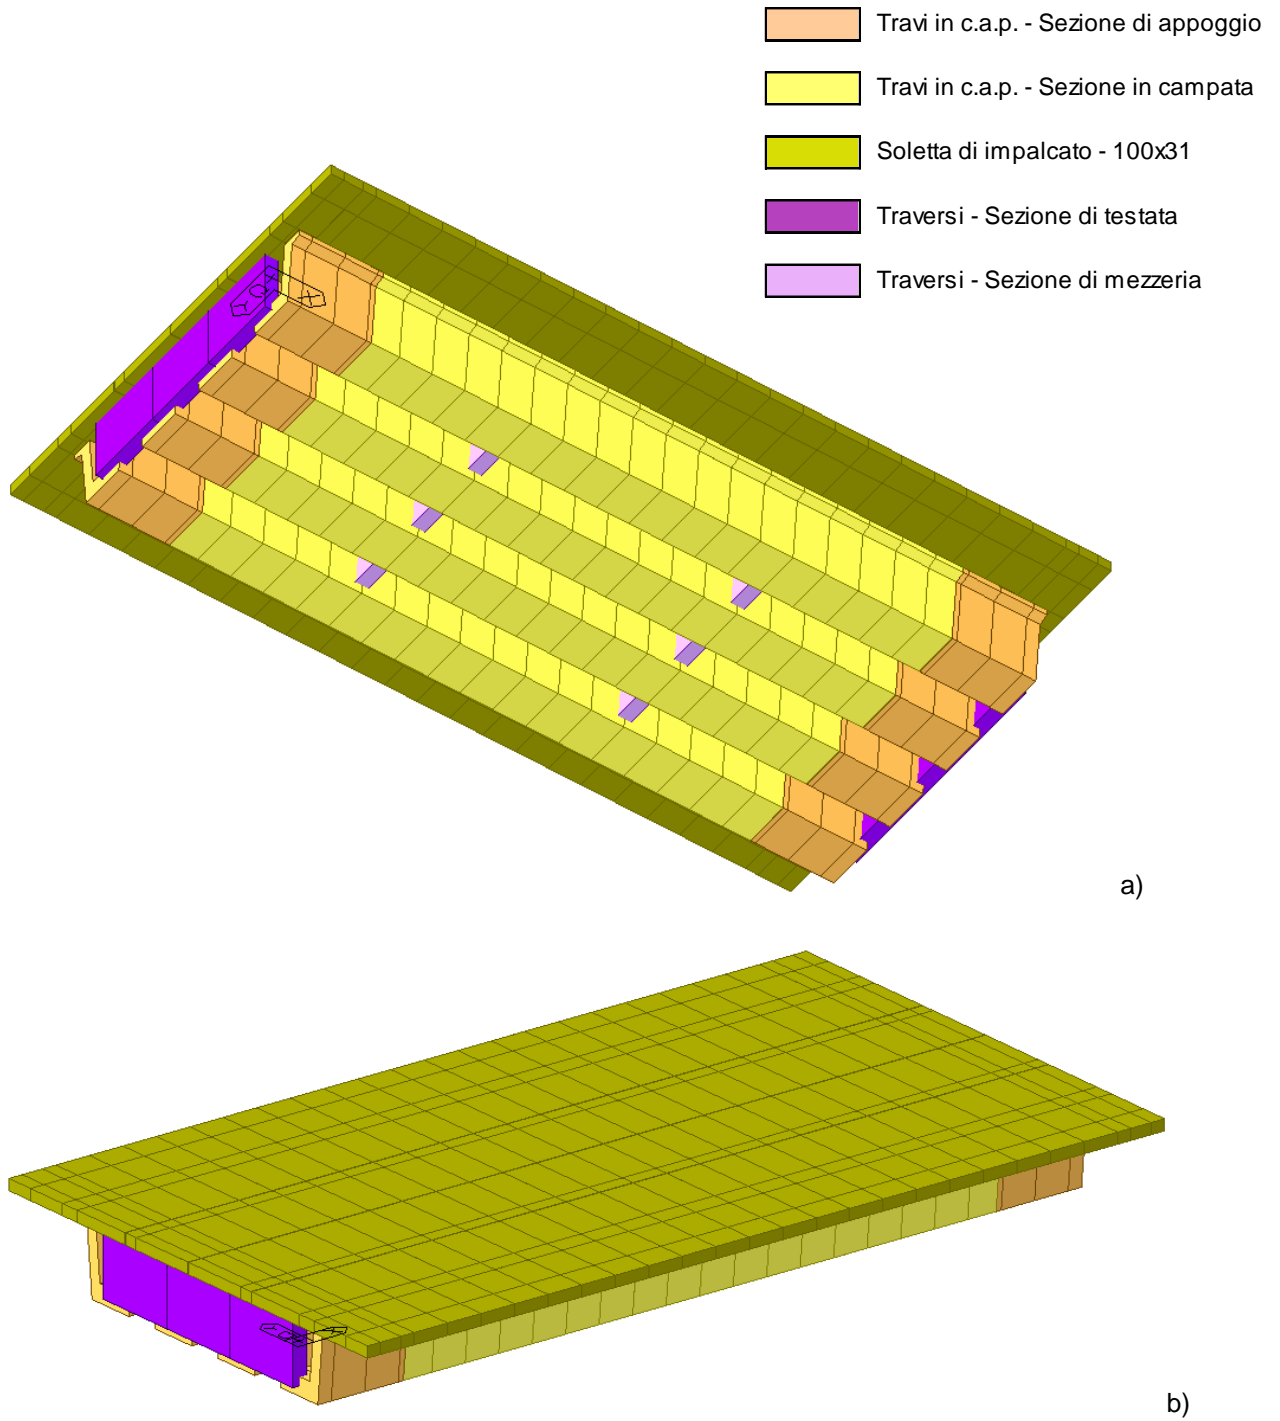 Travi in c.a.p. - Sezione di appoggio
Travi in c.a.p. - Sezione in campata
Soletta di impalcato - 100x31
Traversi - Sezione di testata
Traversi - Sezione di mezzeria
a)
b)